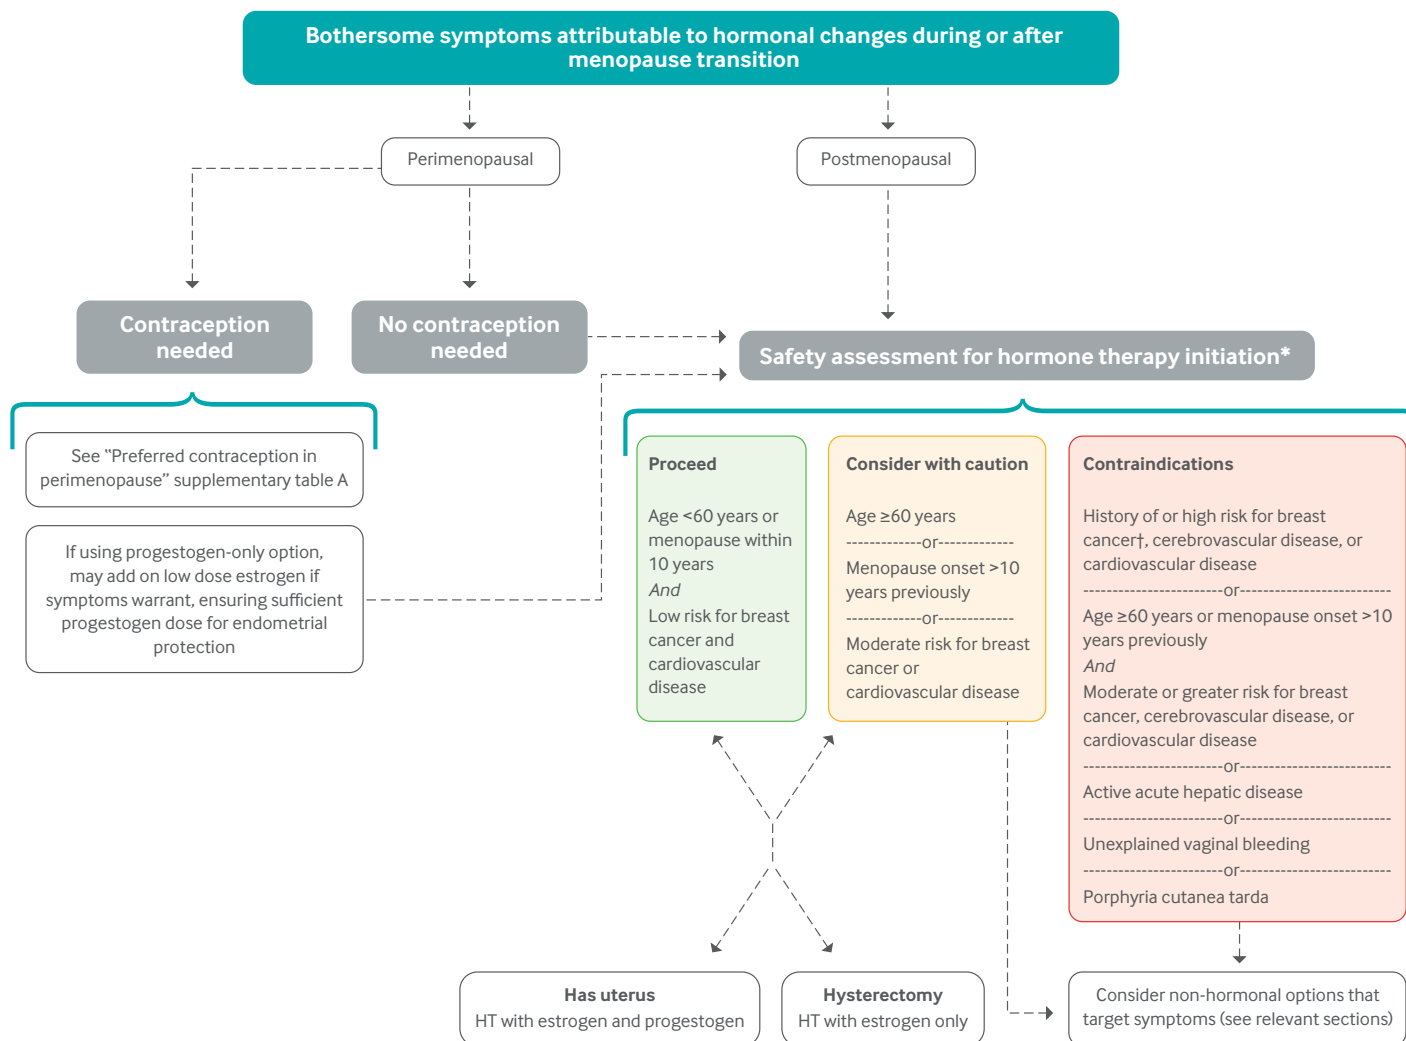 Bothersome symptoms attributable to hormonal changes during or after
menopause transition
Perimenopausal
Postmenopausal
Contraception
needed
No contraception
needed
Safety assessment for hormone therapy initiation*
See "Preferred contraception in
perimenopause” supplementary table A
If using progestogen-only option,
may add on low dose estrogen if
symptoms warrant, ensuring sufficient
progestogen dose for endometrial
protection
Proceed
Age <60 years or
menopause within
10 years
And
Low risk for breast
cancer and
cardiovascular
disease
Consider with caution
Age ≥60 years
-------------or-------------
Menopause onset >10
years previously
-------------or-------------
Moderate risk for breast
cancer or
cardiovascular disease
Contraindications
History of or high risk for breast
cancer†, cerebrovascular disease, or
cardiovascular disease
------------------------or--------------------------
Age ≥60 years or menopause onset >10
years previously
And
Moderate or greater risk for breast
cancer, cerebrovascular disease, or
cardiovascular disease
------------------------or--------------------------
Active acute hepatic disease
------------------------or--------------------------
Unexplained vaginal bleeding
------------------------or--------------------------
Porphyria cutanea tarda
Has uterus
HT with estrogen and progestogen
Hysterectomy
HT with estrogen only
Consider non-hormonal options that
target symptoms (see relevant sections)